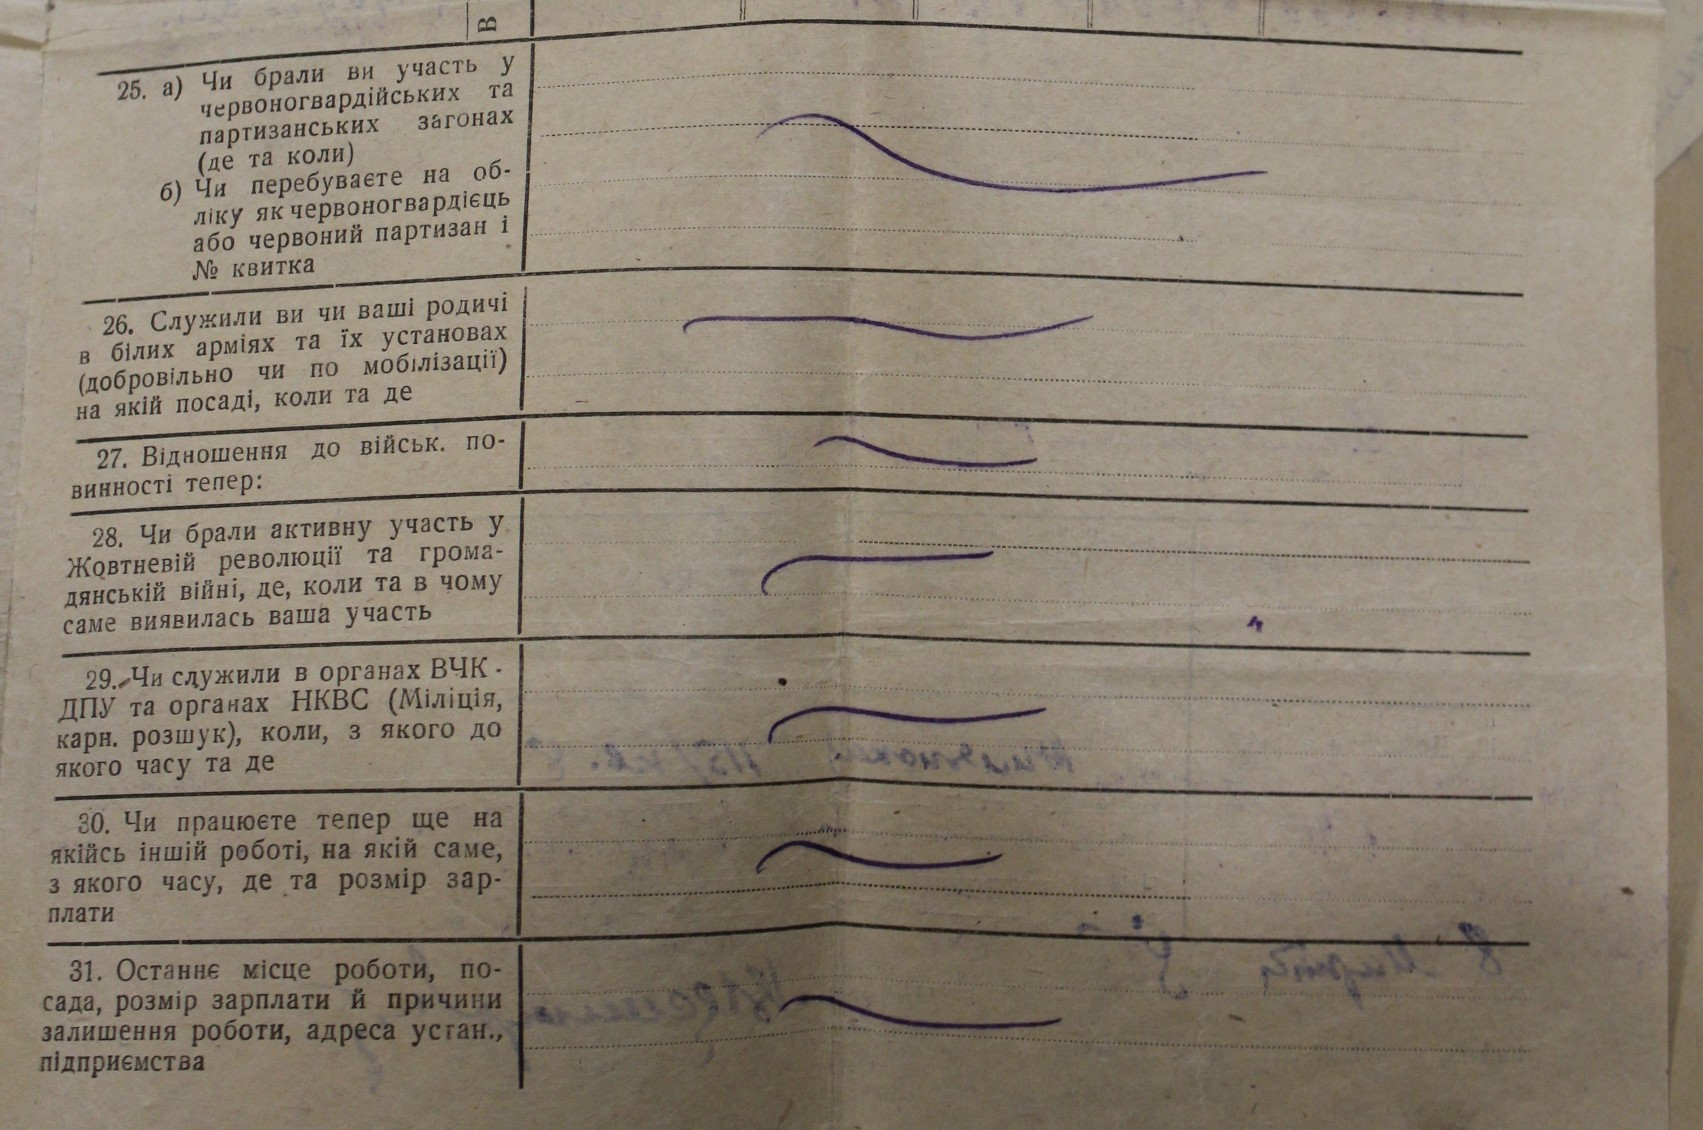 В
25. а) Чи брали ви участь у
червоногвардійських та
партизанських загонах
(де та коли)
б) Чи перебуваєте на об-
ліку як червоногвардієць
або червоний партизан і
№ квитка
26. Служили ви чи ваші родичі
в білих арміях та їх установах
(добровільно чи по мобілізації)
на якій посаді, коли та де
27. Відношення до військ. по-
винності тепер:
28. Чи брали активну участь у
Жовтневій революції та грома-
дянській війні, де, коли та в чому
саме виявилась ваша участь
29. Чи служили в органах ВЧК -
ДПУ та органах НКВС (Міліція,
карн. розшук), коли, з якого до
якого часу та де
30. Чи працюєте тепер ще на
якійсь іншій роботі, на якій саме,
з якого часу, де та розмір зар-
плати
31. Останнє місце роботи, по-
сада, розмір зарплати й причини
залишення роботи, адреса устан.,
підприємства